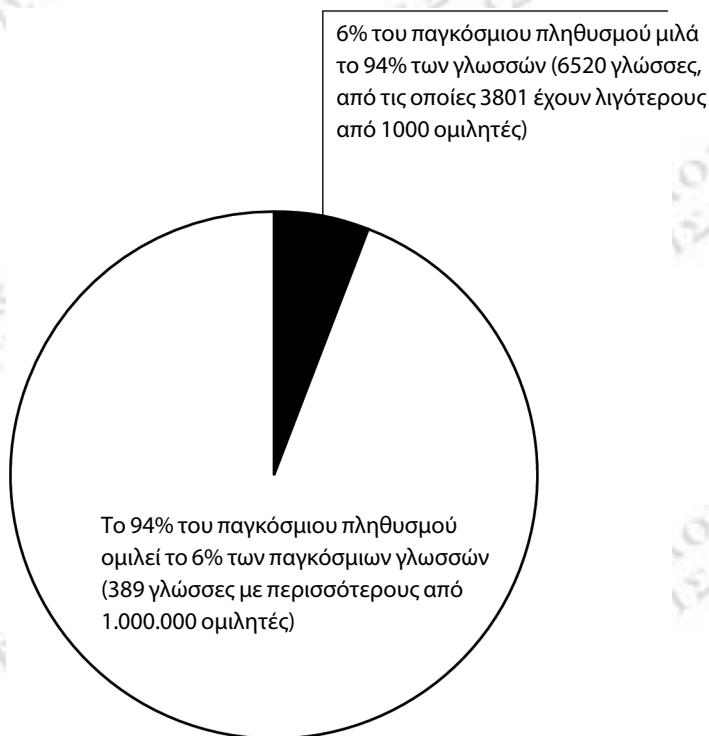 6% του παγκόσμιου πληθυσμού μιλά
το 94% των γλωσσών (6520 γλώσσες,
από τις οποίες 3801 έχουν λιγότερους
από 1000 ομιλητές)
Το 94% του παγκόσμιου πληθυσμού
ομιλεί το 6% των παγκόσμιων γλωσσών
(389 γλώσσες με περισσότερους από
1.000.000 ομιλητές)